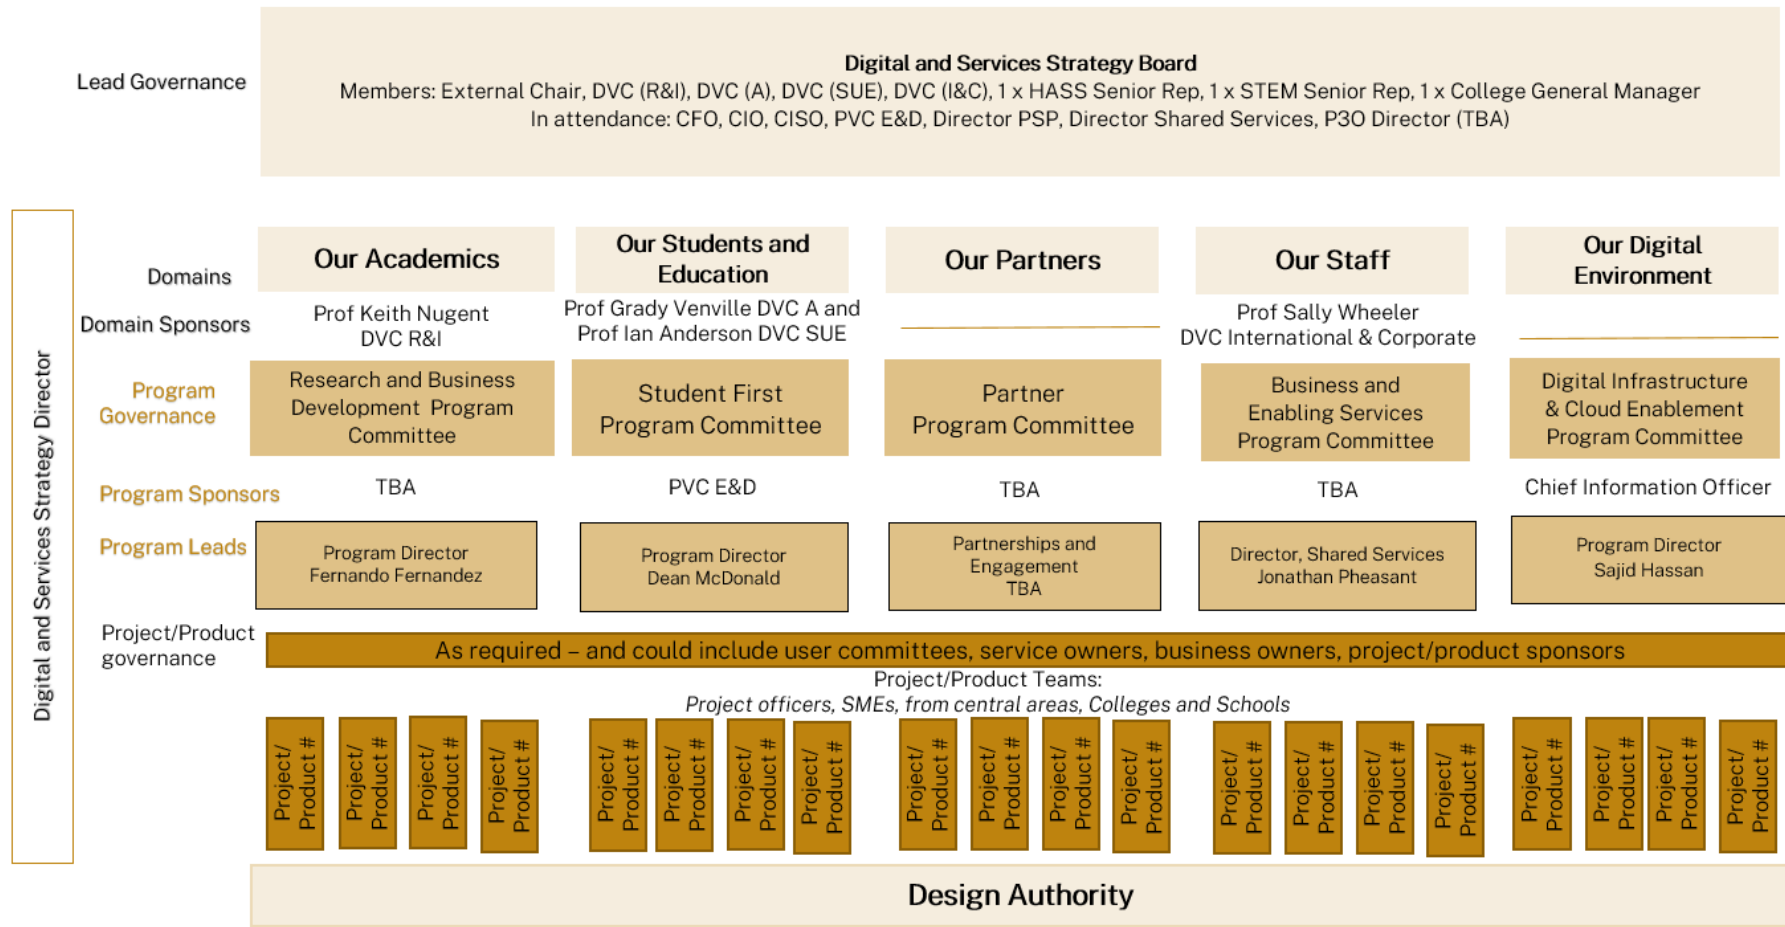 Lead Governance
Digital and Services Strategy Board
Members: External Chair, DVC (R&I), DVC (A), DVC (SUE), DVC (I&C), 1 x HASS Senior Rep, 1 x STEM Senior Rep, 1 x College General Manager
In attendance: CFO, CIO, CISO, PVC E&D, Director PSP, Director Shared Services, P3O Director (TBA)
Digital and Services Strategy Director
Domains
Our Academics
Our Students and
Education
Our Partners
Our Staff
Our Digital
Environment
Domain Sponsors
Prof Keith Nugent
DVC R&I
Prof Grady Venville DVC A and
Prof Ian Anderson DVC SUE
Prof Sally Wheeler
DVC International & Corporate
Program
Governance
Research and Business
Development Program
Committee
Student First
Program Committee
Partner
Program Committee
Business and
Enabling Services
Program Committee
Digital Infrastructure
& Cloud Enablement
Program Committee
Program Sponsors
TBA
PVC E&D
TBA
TBA
Chief Information Officer
Program Leads
Program Director
Fernando Fernandez
Program Director
Dean McDonald
Partnerships and
Engagement
TBA
Director, Shared Services
Jonathan Pheasant
Program Director
Sajid Hassan
Project/Product
governance
As required – and could include user committees, service owners, business owners, project/product sponsors
Project/Product Teams:
Project officers, SMEs, from central areas, Colleges and Schools
Project/
Product #
Project/
Product #
Project/
Product #
Project/
Product #
Project/
Product #
Project/
Product #
Project/
Product #
Project/
Product #
Project/
Product #
Project/
Product #
Project/
Product #
Project/
Product #
Project/
Product #
Project/
Product #
Project/
Product #
Project/
Product #
Project/
Product #
Project/
Product #
Project/
Product #
Project/
Product #
Design Authority